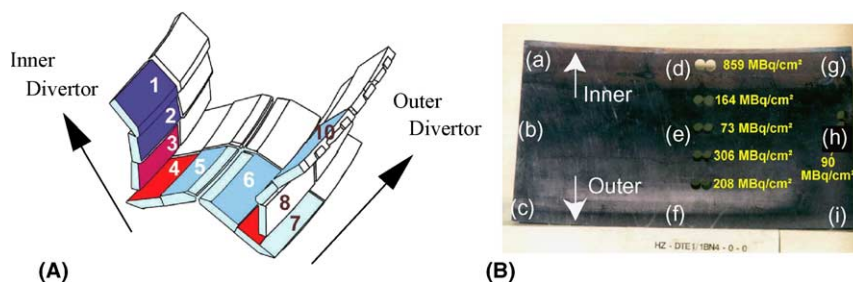 Inner
Divertor
1
2
3
4
5
6
7
8
10
Outer
Divertor
(A)
(a)
(b)
(c)
Inner
Outer
(d)
(e)
(f)
859 MBq/cm²
164 MBq/cm²
73 MBq/cm²
306 MBq/cm²
208 MBq/cm²
(g)
(h)
90
MBq/cm²
(i)
HZ - DTE1/1BN4 - 0 - 0
(B)